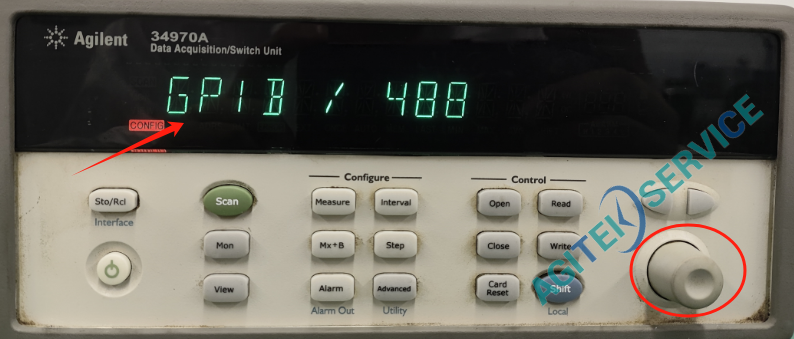 Agilent
34970A
Data Acquisition/Switch Unit
GPIB / 488
CONFIG
Configure
Control
Sto/Rcl
Scan
Measure
Interval
Open
Read
Interface
Mon
Mx+B
Step
Close
Write
View
Alarm
Advanced
Card
Reset
Shift
Alarm Out
Utility
Local
AGITEK SERVICE